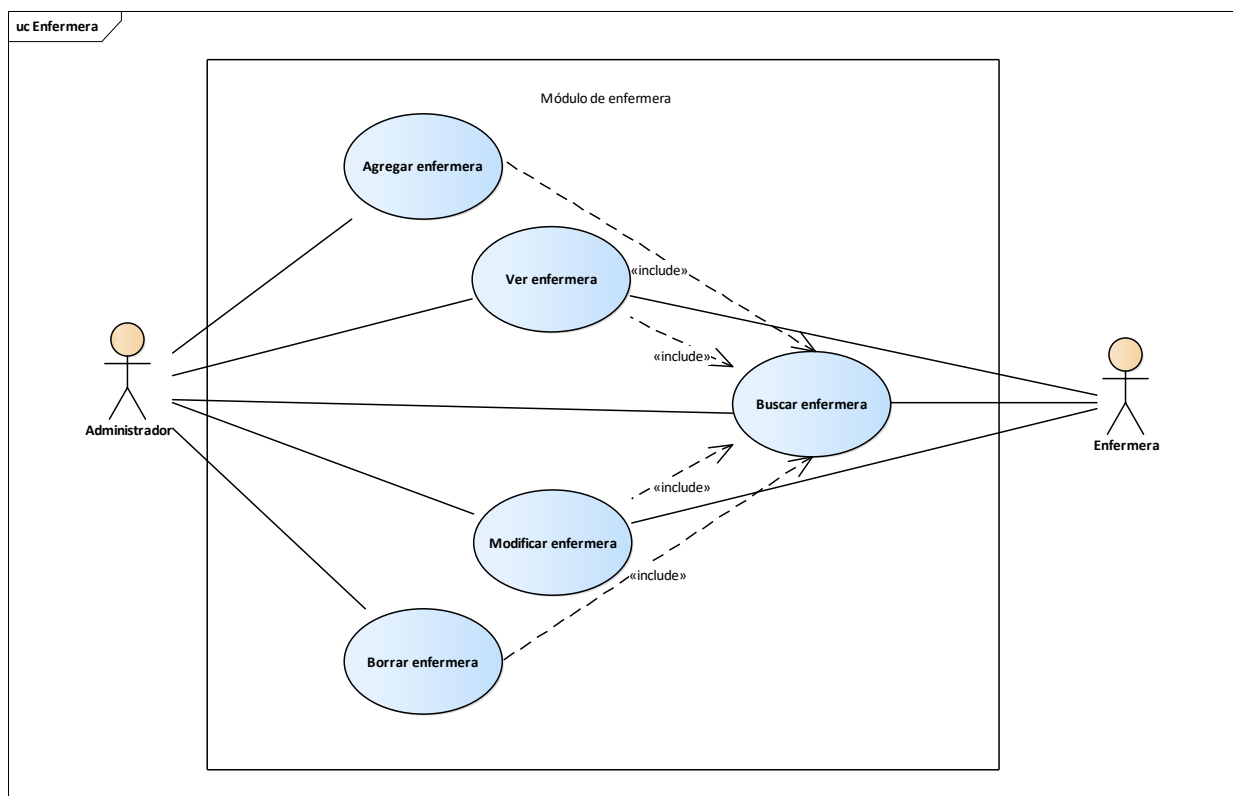 uc Enfermera
Módulo de enfermera
Agregar enfermera
Ver enfermera
«include»
«include»
Buscar enfermera
Administrador
Enfermera
«include»
Modificar enfermera
«include»
Borrar enfermera